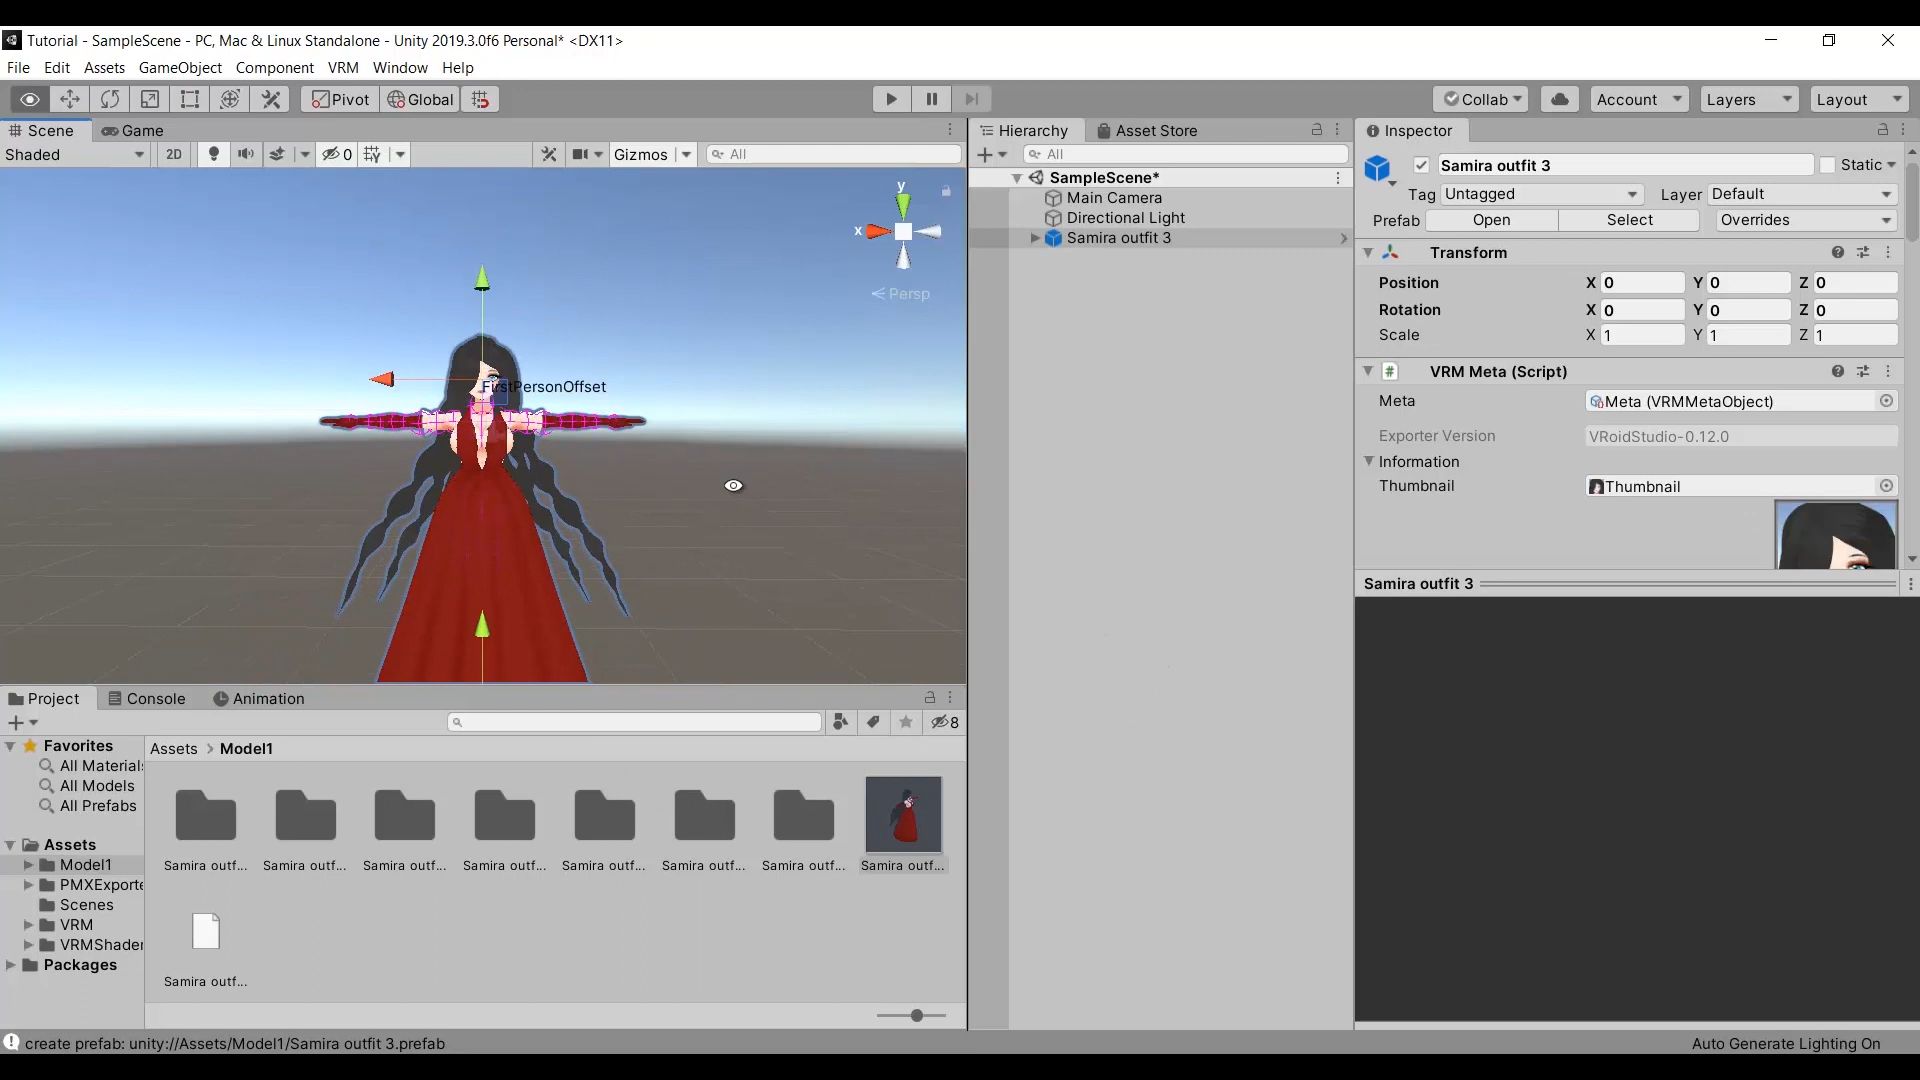 Tutorial - SampleScene - PC, Mac & Linux Standalone - Unity 2019.3.0f6 Personal* <DX11>
File Edit Assets GameObject Component VRM Window Help
Pivot Global Collab Account Layers Layout
Scene Game
Shaded 2D 0 Gizmos All
y
x
Persp
FirstPersonOffset
Hierarchy Asset Store
All
SampleScene*
Main Camera
Directional Light
Samira outfit 3
Inspector
Samira outfit 3 Static
Tag Untagged Layer Default
Prefab Open Select Overrides
Transform
Position X 0 Y 0 Z 0
Rotation X 0 Y 0 Z 0
Scale X 1 Y 1 Z 1
# VRM Meta (Script)
Meta Meta (VRMMetaObject)
Exporter Version VRoidStudio-0.12.0
Information
Thumbnail Thumbnail
Samira outfit 3
Project Console Animation
8
Favorites
All Materials
All Models
All Prefabs
Assets
Model1
PMXExporte
Scenes
VRM
VRMShader
Packages
Assets > Model1
Samira outf... Samira outf... Samira outf... Samira outf... Samira outf... Samira outf... Samira outf... Samira outf...
Samira outf...
create prefab: unity://Assets/Model1/Samira outfit 3.prefab
Auto Generate Lighting On